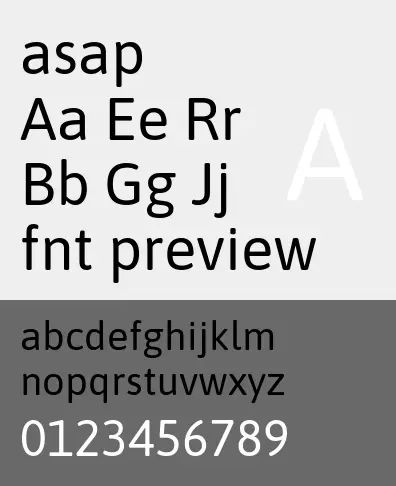 asap
Aa Ee Rr
A
Bb Gg Jj
fnt preview
abcdefghijklm
nopqrstuvwxyz
0123456789